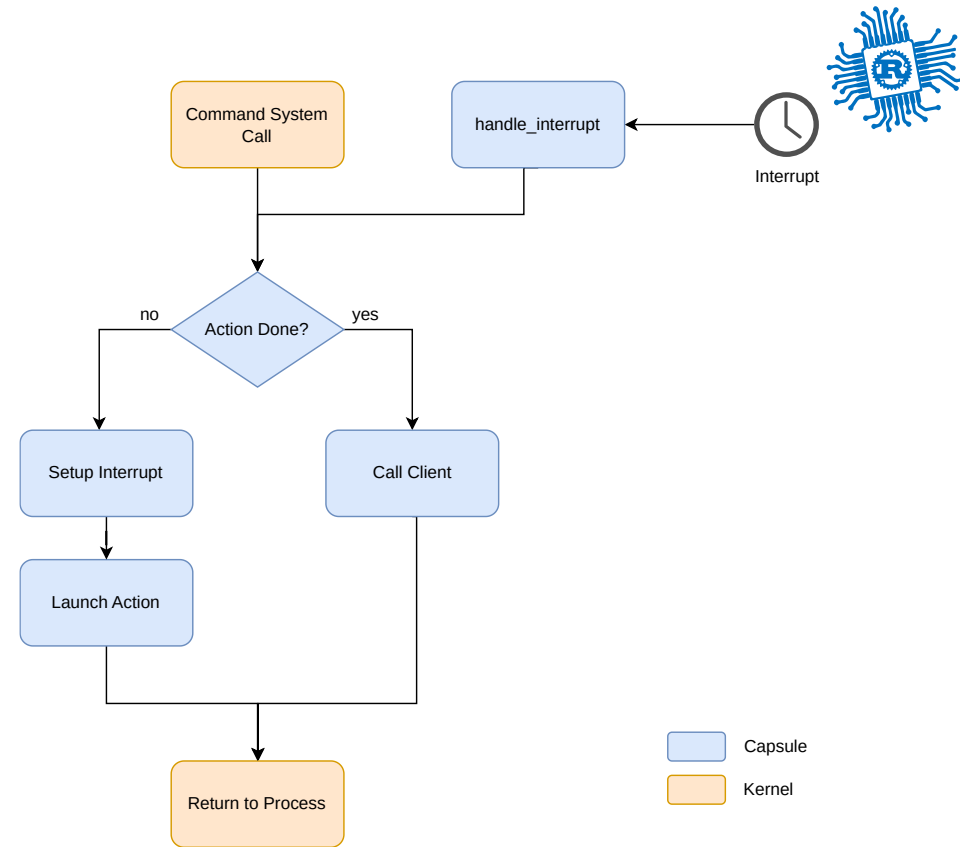 Command System
Call
handle_interrupt
Interrupt
R
no
yes
Action Done?
Setup Interrupt
Call Client
Launch Action
Capsule
Kernel
Return to Process